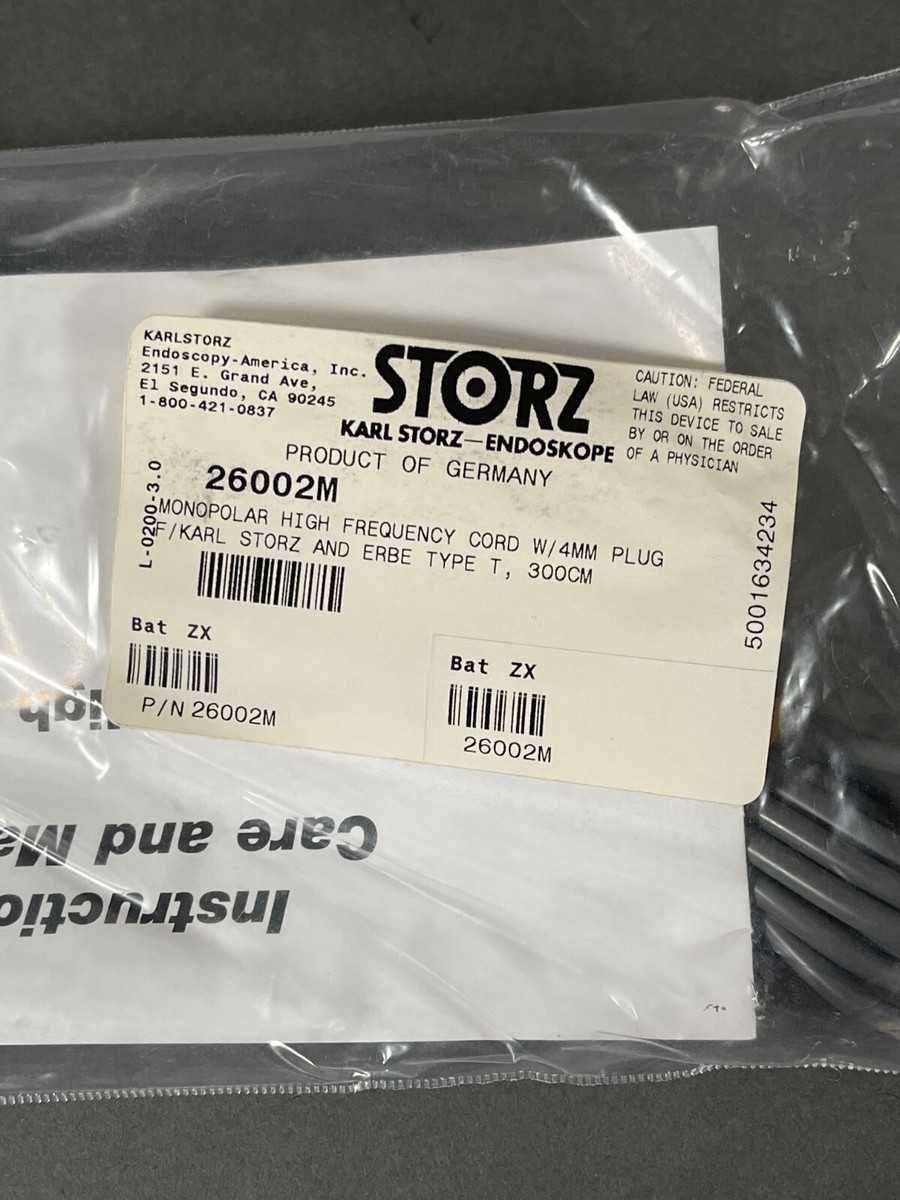 KARLSTORZ
Endoscopy-America, Inc.
2151 E. Grand Ave,
El Segundo, CA 90245
1-800-421-0837
STORZ
KARL STORZ—ENDOSKOPE
CAUTION: FEDERAL
LAW (USA) RESTRICTS
THIS DEVICE TO SALE
BY OR ON THE ORDER
OF A PHYSICIAN
PRODUCT OF GERMANY
26002M
MONOPOLAR HIGH FREQUENCY CORD W/4MM PLUG
F/KARL STORZ AND ERBE TYPE T, 300CM
L-0200-3.0
5001634234
Bat ZX
P/N 26002M
Bat ZX
26002M
Instructio
Care and Ma